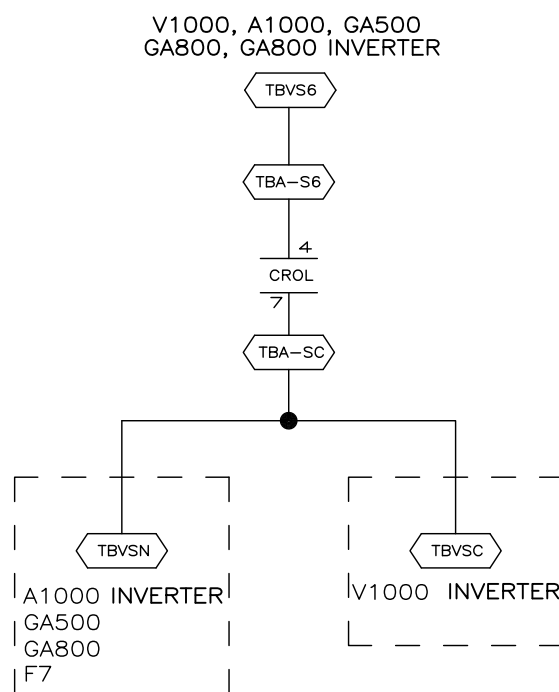 V1000, A1000, GA500
GA800, GA800 INVERTER
TBVS6
TBA-S6
4
CROL
7
TBA-SC
TBVSN
A1000 INVERTER
GA500
GA800
F7
TBVSC
V1000 INVERTER